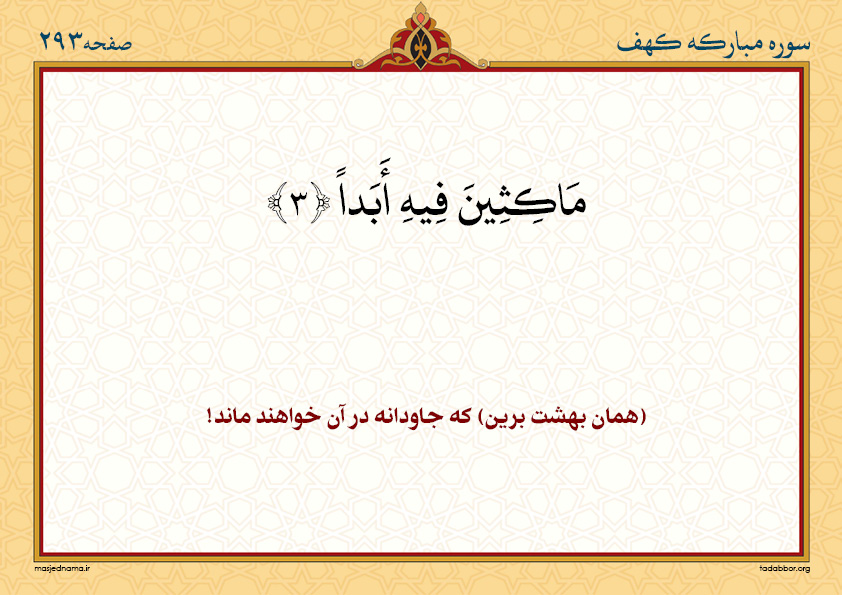 سوره مبارکه کهف
صفحه۲۹۳
مَاكِثِينَ فِيهِ أَبَداً ﴿٣﴾
(همان بهشت برین) که جاودانه در آن خواهند ماند!
masjednama.ir
tadabbor.org